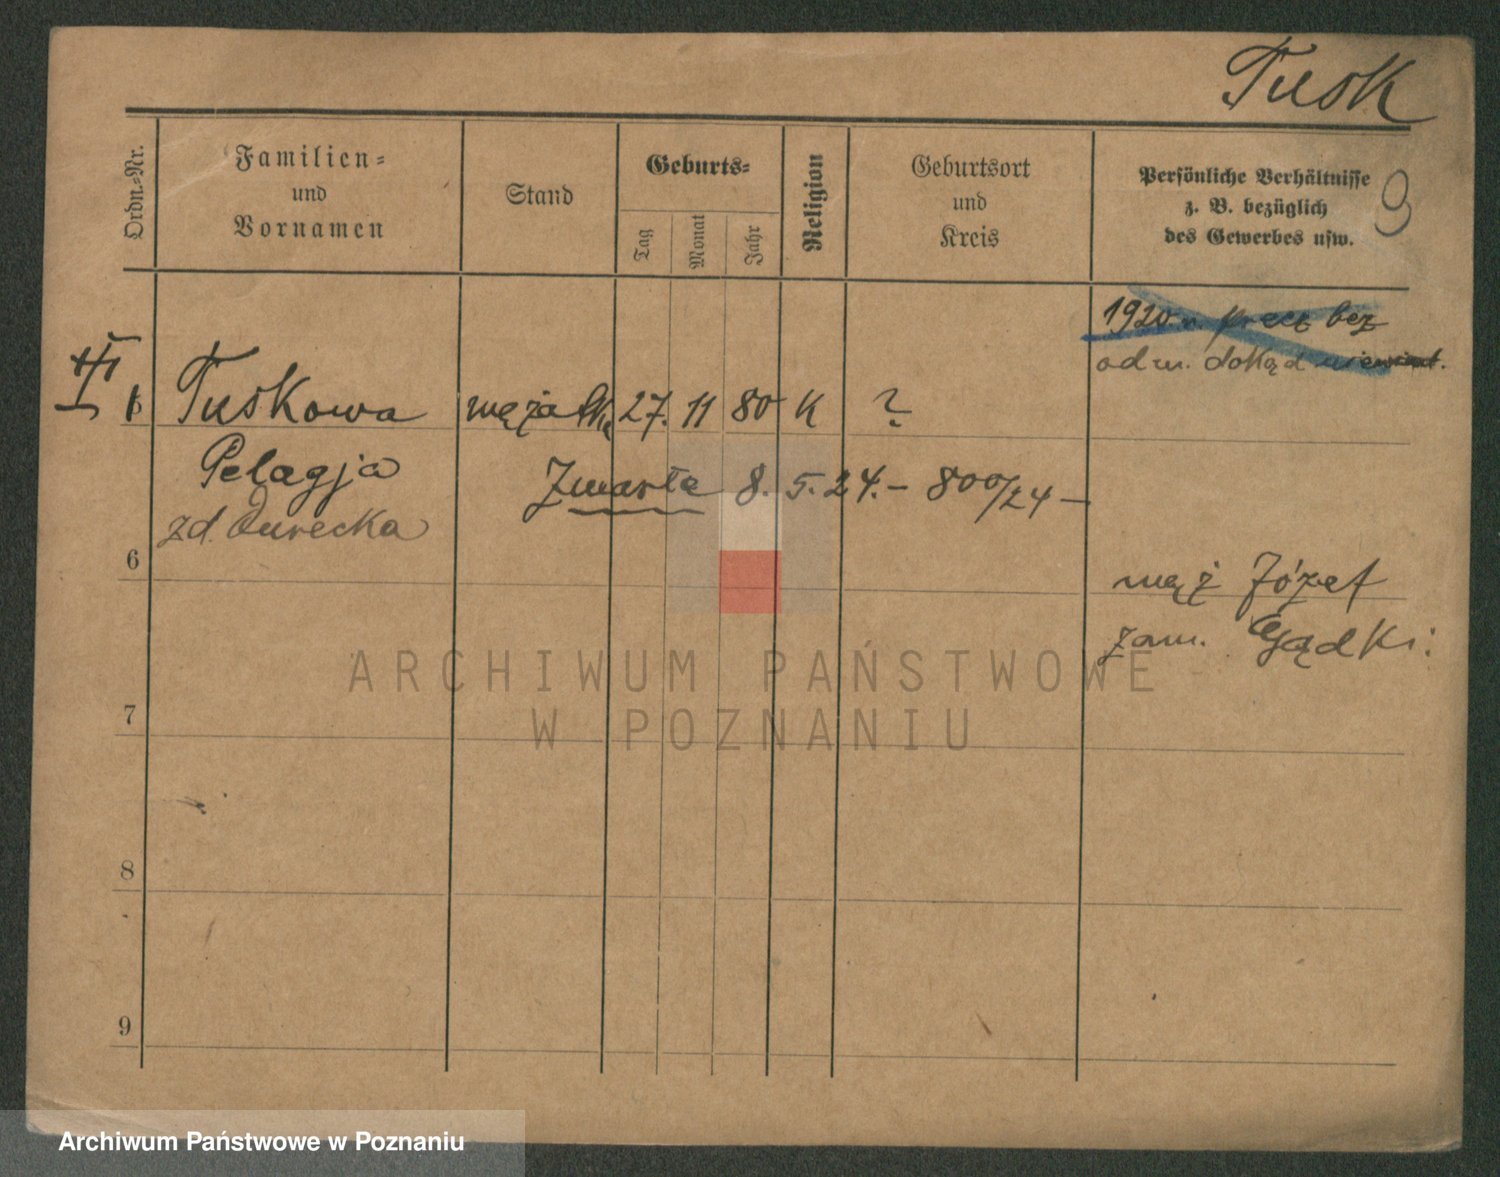 Tusk
Ordn.-Nr.
Familien-
und
Vornamen
Stand
Geburts-
Tag
Monat
Jahr
Religion
Geburtsort
und
Kreis
Persönliche Verhältnisse
z. B. bezüglich
des Gewerbes usw.
9
1920 r. precz bez
odm. dokąd
Tuskowa mężatka 27. 11 80 K ?
Pelagja
Zmarła 8. 5. 24. – 800/24 –
zd. Durecka
6
mąż Józef
zam. Gądki
7
ARCHIWUM PAŃSTWOWE
W POZNANIU
8
9
Archiwum Państwowe w Poznaniu